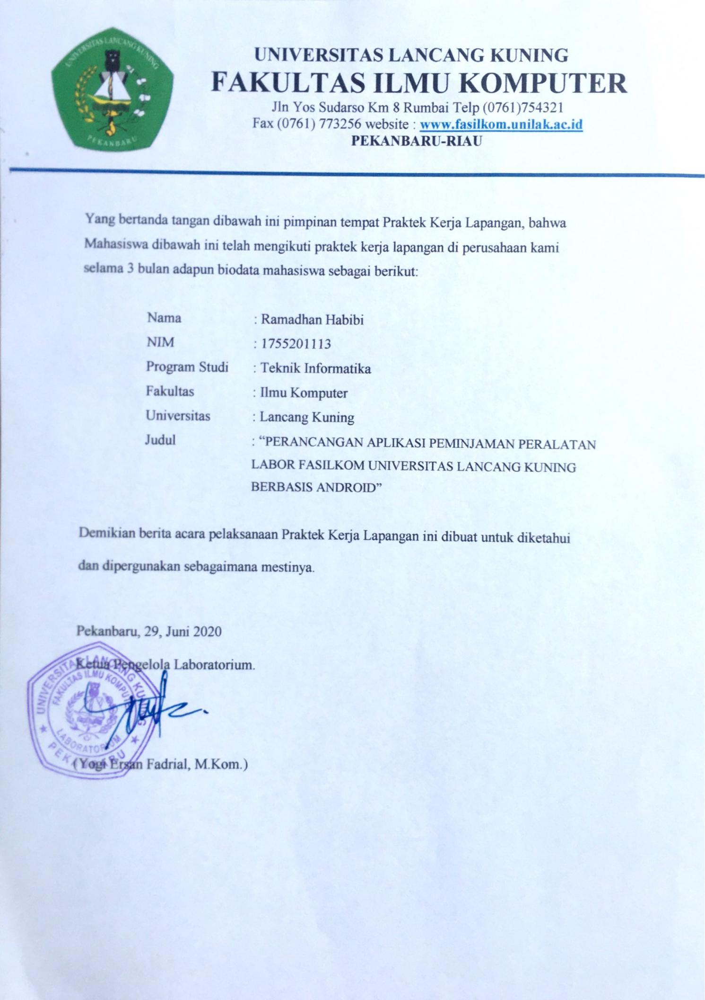 UNIVERSITAS LANCANG KUNING
PEKANBARU
UNIVERSITAS LANCANG KUNING
FAKULTAS ILMU KOMPUTER
Jln Yos Sudarso Km 8 Rumbai Telp (0761)754321
Fax (0761) 773256 website : www.fasilkom.unilak.ac.id
PEKANBARU-RIAU
Yang bertanda tangan dibawah ini pimpinan tempat Praktek Kerja Lapangan, bahwa
Mahasiswa dibawah ini telah mengikuti praktek kerja lapangan di perusahaan kami
selama 3 bulan adapun biodata mahasiswa sebagai berikut:
Nama : Ramadhan Habibi
NIM : 1755201113
Program Studi : Teknik Informatika
Fakultas : Ilmu Komputer
Universitas : Lancang Kuning
Judul : “PERANCANGAN APLIKASI PEMINJAMAN PERALATAN
LABOR FASILKOM UNIVERSITAS LANCANG KUNING
BERBASIS ANDROID”
Demikian berita acara pelaksanaan Praktek Kerja Lapangan ini dibuat untuk diketahui
dan dipergunakan sebagaimana mestinya.
Pekanbaru, 29, Juni 2020
Ketua Pengelola Laboratorium.
UNIVERSITAS LANCANG KUNING
FAKULTAS ILMU KOMPUTER
LABORATORIUM
PEKANBARU
(Yogi Ersan Fadrial, M.Kom.)